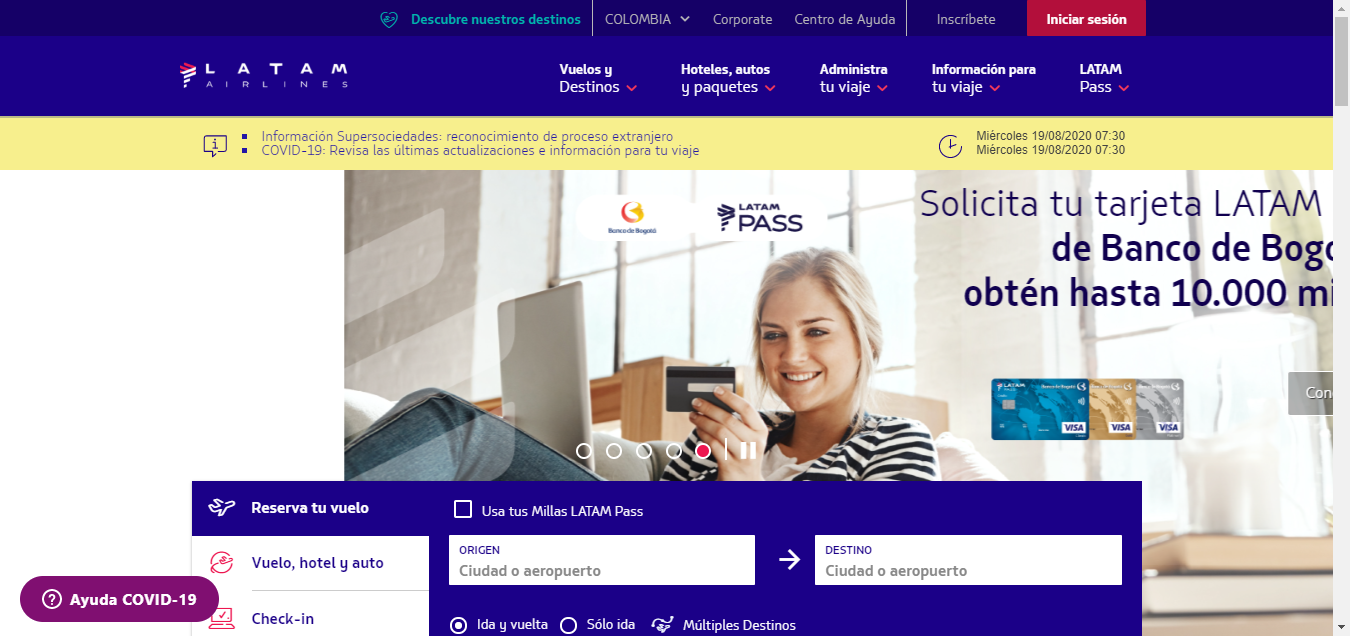 Descubre nuestros destinos
COLOMBIA
Corporate
Centro de Ayuda
Inscríbete
Iniciar sesión
LATAM
AIRLINES
Vuelos y
Destinos
Hoteles, autos
y paquetes
Administra
tu viaje
Información para
tu viaje
LATAM
Pass
Información Supersociedades: reconocimiento de proceso extranjero
COVID-19: Revisa las últimas actualizaciones e información para tu viaje
Miércoles 19/08/2020 07:30
Miércoles 19/08/2020 07:30
Banco de Bogotá
LATAM
PASS
Solicita tu tarjeta LATAM
de Banco de Bogo
obtén hasta 10.000 mi
LATAM
Banco de Bogotá
VISA
VISA
VISA
Con
Reserva tu vuelo
Usa tus Millas LATAM Pass
ORIGEN
Ciudad o aeropuerto
DESTINO
Ciudad o aeropuerto
Vuelo, hotel y auto
Ayuda COVID-19
Check-in
Ida y vuelta
Sólo ida
Múltiples Destinos